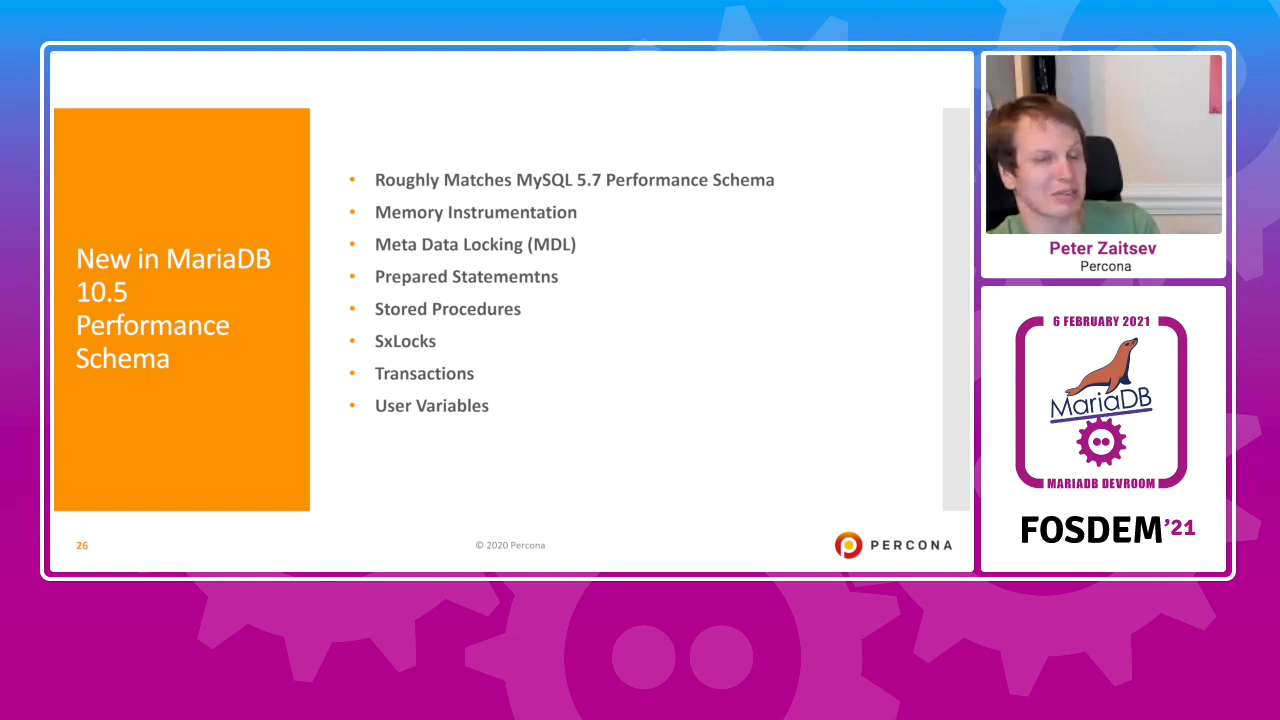 New in MariaDB
10.5
Performance
Schema
• Roughly Matches MySQL 5.7 Performance Schema
• Memory Instrumentation
• Meta Data Locking (MDL)
• Prepared Statememtns
• Stored Procedures
• SxLocks
• Transactions
• User Variables
26
© 2020 Percona
PERCONA
Peter Zaitsev
Percona
6 FEBRUARY 2021
MariaDB
MARIADB DEVROOM
FOSDEM'21